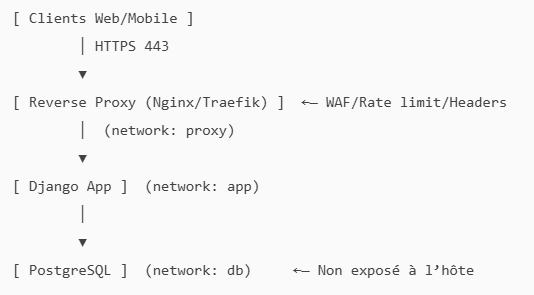 [ Clients Web/Mobile ]
│ HTTPS 443
▼
[ Reverse Proxy (Nginx/Traefik) ]  ←— WAF/Rate limit/Headers
│  (network: proxy)
▼
[ Django App ]  (network: app)
│
▼
[ PostgreSQL ]  (network: db)     ←— Non exposé à l’hôte